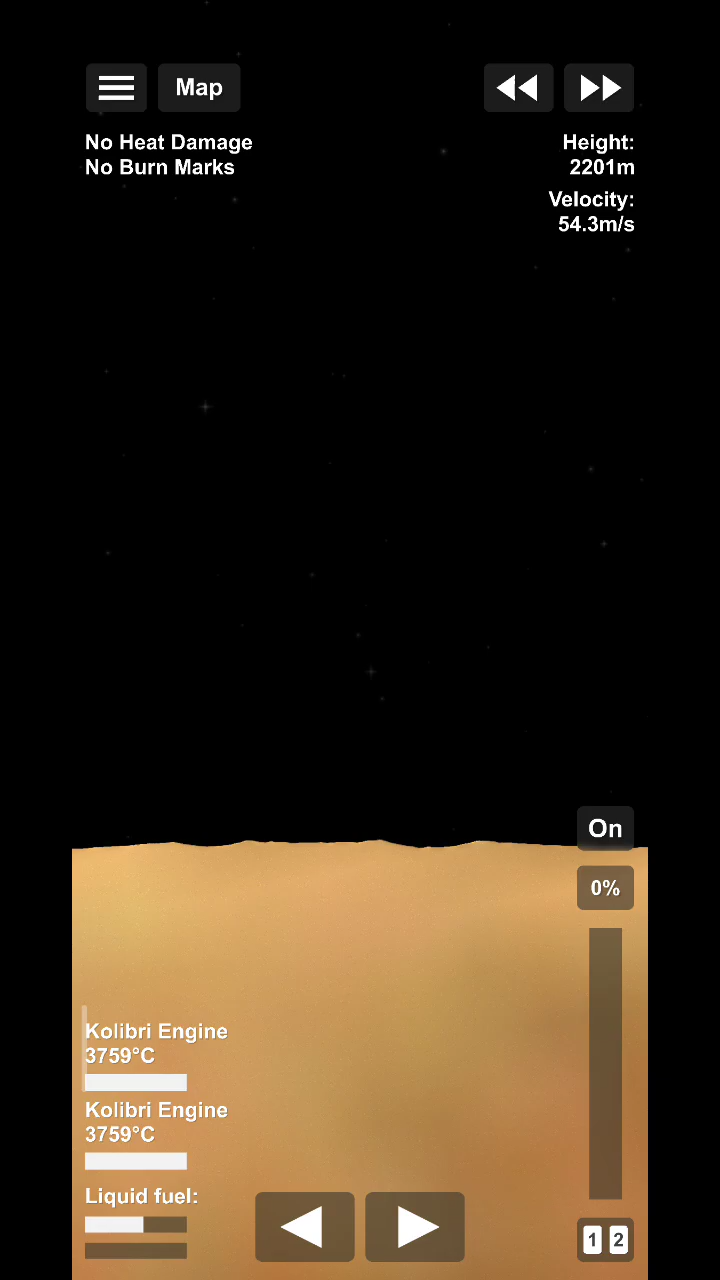 Map
No Heat Damage
No Burn Marks
Height:
2201m
Velocity:
54.3m/s
On
0%
Kolibri Engine
3759°C
Kolibri Engine
3759°C
Liquid fuel:
1 2